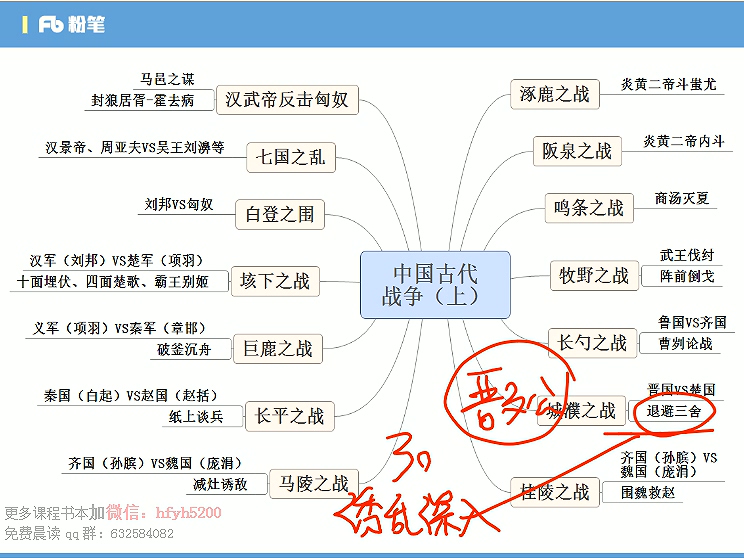 粉笔
马邑之谋
封狼居胥-霍去病
汉武帝反击匈奴
汉景帝、周亚夫VS吴王刘濞等
七国之乱
刘邦VS匈奴
白登之围
汉军（刘邦）VS楚军（项羽）
十面埋伏、四面楚歌、霸王别姬
垓下之战
义军（项羽）VS秦军（章邯）
破釜沉舟
巨鹿之战
秦国（白起）VS赵国（赵括）
纸上谈兵
长平之战
齐国（孙膑）VS魏国（庞涓）
减灶诱敌
马陵之战
中国古代
战争（上）
涿鹿之战
炎黄二帝斗蚩尤
阪泉之战
炎黄二帝内斗
鸣条之战
商汤灭夏
牧野之战
武王伐纣
阵前倒戈
长勺之战
鲁国VS齐国
曹刿论战
城濮之战
晋国VS楚国
退避三舍
桂陵之战
齐国（孙膑）VS
魏国（庞涓）
围魏救赵
晋文公
30
诱乱深入
更多课程书本加微信：hfyh5200
免费晨读qq群：632584082